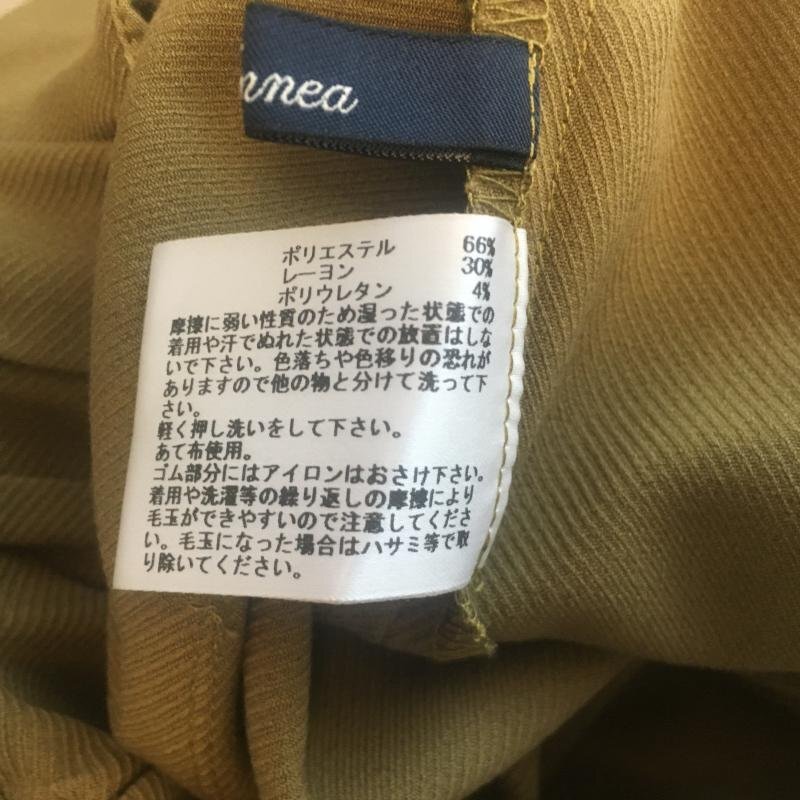 nnea
ポリエステル 66%
レーヨン 30%
ポリウレタン 4%
摩擦に弱い性質のため湿った状態での
着用や汗でぬれた状態での放置はしな
いで下さい。色落ちや色移りの恐れが
ありますので他の物と分けて洗って下
さい。
軽く押し洗いをして下さい。
あて布使用。
ゴム部分にはアイロンはおさけ下さい。
着用や洗濯等の繰り返しの摩擦により
毛玉ができやすいので注意してくださ
い。毛玉になった場合はハサミ等で取
り除いてください。